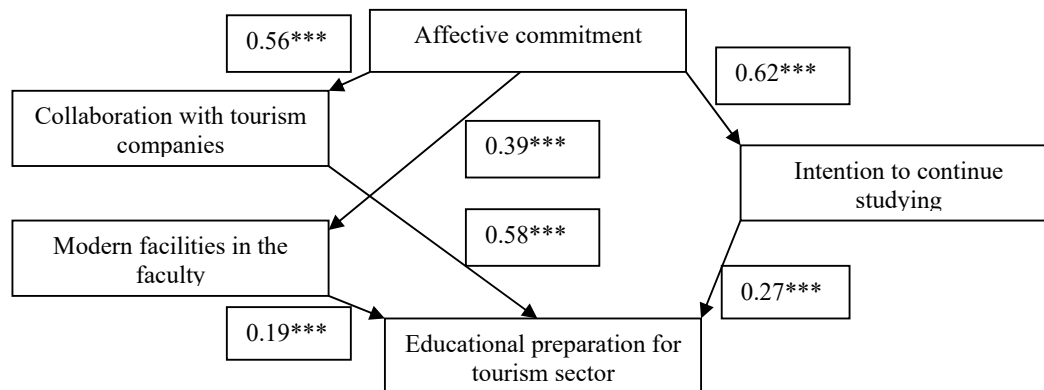 Affective commitment
0.56***
0.62***
Collaboration with tourism
companies
0.39***
Intention to continue
studying
Modern facilities in the
faculty
0.58***
0.27***
0.19***
Educational preparation for
tourism sector